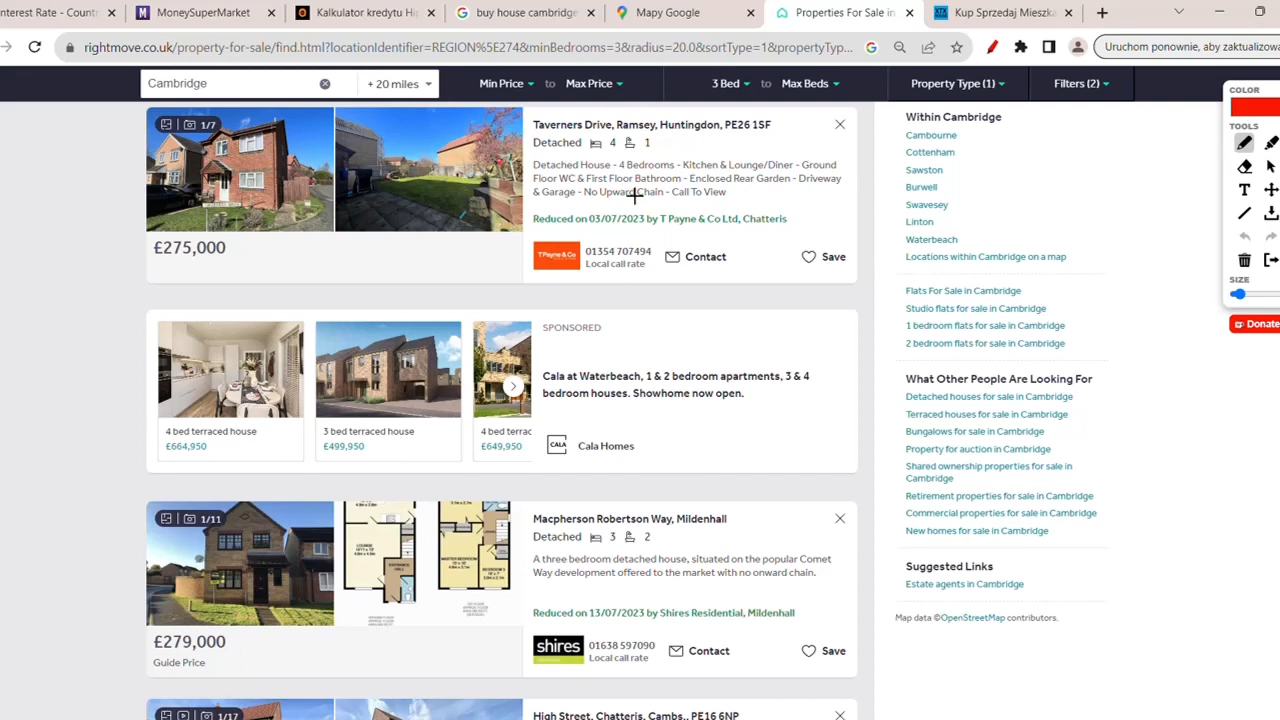 nterest Rate - Count
MoneySuperMarket
Kalkulator kredytu Hip
buy house cambridge
Mapy Google
Properties For Sale in
Kup Sprzedaj Mieszka
rightmove.co.uk/property-for-sale/find.html?locationIdentifier=REGION%5E274&minBedrooms=3&radius=20.0&sortType=1&propertyTyp...
Uruchom ponownie, aby zaktualizowa
Cambridge
+ 20 miles
Min Price to Max Price
3 Bed to Max Beds
Property Type (1)
Filters (2)
COLOR
TOOLS
T
SIZE
Donate
1/7
£275,000
Taverners Drive, Ramsey, Huntingdon, PE26 1SF
Detached 4 1
Detached House - 4 Bedrooms - Kitchen & Lounge/Diner - Ground
Floor WC & First Floor Bathroom - Enclosed Rear Garden - Driveway
& Garage - No Upward Chain - Call To View
Reduced on 03/07/2023 by T Payne & Co Ltd, Chatteris
TPayne&Co
01354 707494
Local call rate
Contact
Save
SPONSORED
Cala at Waterbeach, 1 & 2 bedroom apartments, 3 & 4
bedroom houses. Showhome now open.
CALA
Cala Homes
4 bed terraced house
£664,950
3 bed terraced house
£499,950
4 bed terrac
£649,950
1/11
LOUNGE
MASTER BEDROOM
£279,000
Guide Price
Macpherson Robertson Way, Mildenhall
Detached 3 2
A three bedroom detached house, situated on the popular Comet
Way development offered to the market with no onward chain.
Reduced on 13/07/2023 by Shires Residential, Mildenhall
shires
01638 597090
Local call rate
Contact
Save
1/17
High Street, Chatteris, Cambs., PE16 6NP
Within Cambridge
Cambourne
Cottenham
Sawston
Burwell
Swavesey
Linton
Waterbeach
Locations within Cambridge on a map
Flats For Sale in Cambridge
Studio flats for sale in Cambridge
1 bedroom flats for sale in Cambridge
2 bedroom flats for sale in Cambridge
What Other People Are Looking For
Detached houses for sale in Cambridge
Terraced houses for sale in Cambridge
Bungalows for sale in Cambridge
Property for auction in Cambridge
Shared ownership properties for sale in
Cambridge
Retirement properties for sale in Cambridge
Commercial properties for sale in Cambridge
New homes for sale in Cambridge
Suggested Links
Estate agents in Cambridge
Map data ©OpenStreetMap contributors.